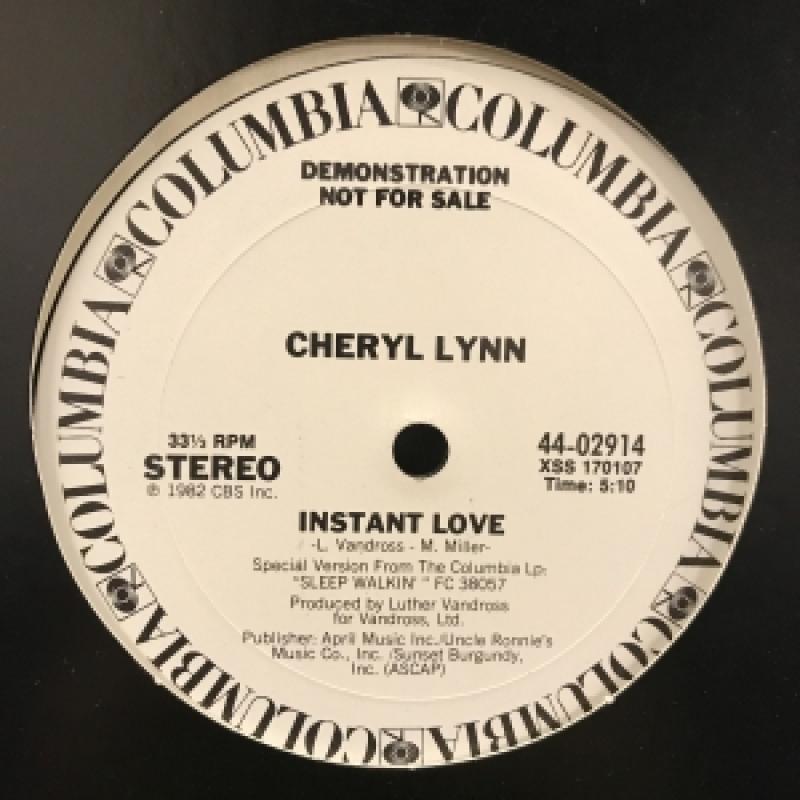 COLUMBIA COLUMBIA COLUMBIA COLUMBIA COLUMBIA COLUMBIA COLUMBIA
DEMONSTRATION
NOT FOR SALE
CHERYL LYNN
33⅓ RPM
STEREO
℗ 1982 CBS Inc.
44-02914
XSS 170107
Time: 5:10
INSTANT LOVE
-L. Vandross - M. Miller-
Special Version From The Columbia Lp:
"SLEEP WALKIN' " FC 38057
Produced by Luther Vandross
for Vandross, Ltd.
Publisher: April Music Inc./Uncle Ronnie's
Music Co., Inc. /Sunset Burgundy,
Inc. (ASCAP)